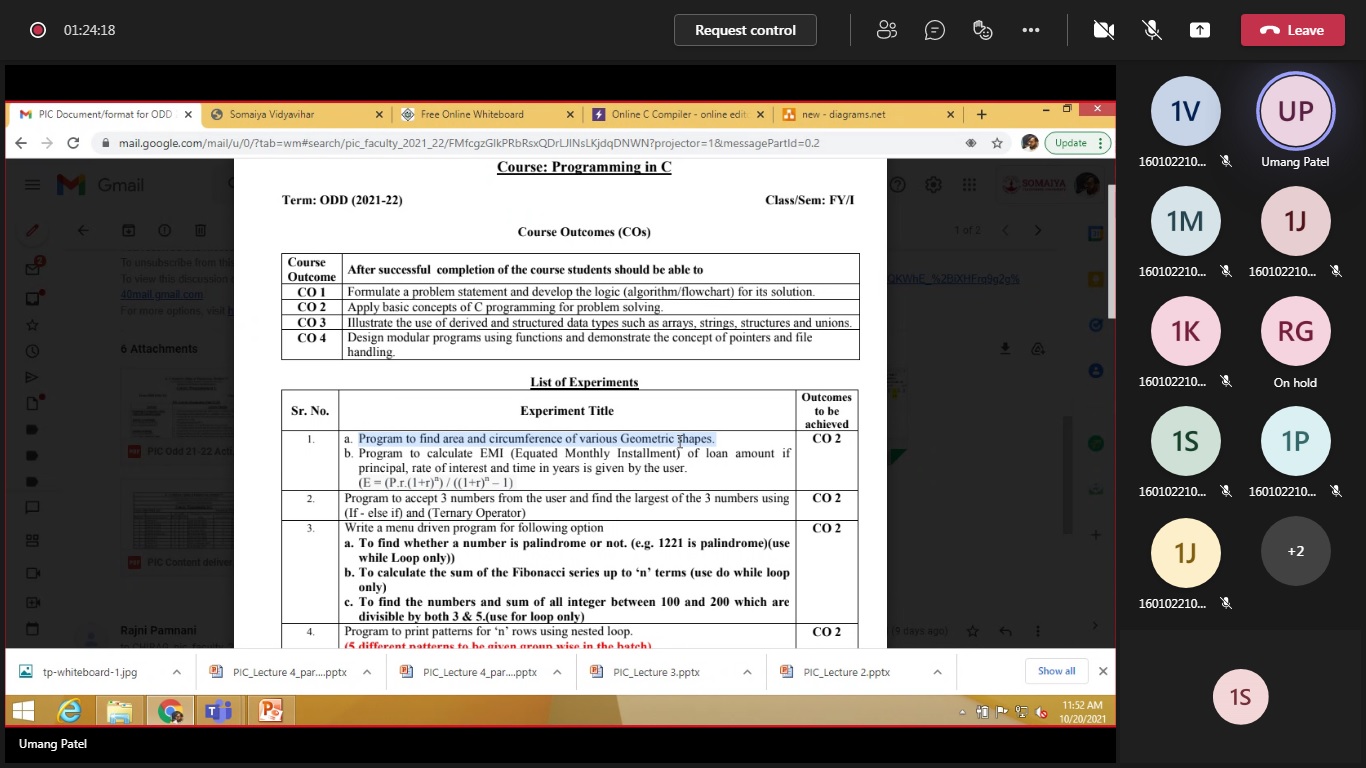 01:24:18
Request control
Leave
PIC Document/format for ODD
Somaiya Vidyavihar
Free Online Whiteboard
Online C Compiler - online edit
new - diagrams.net
Update
Gmail
SOMAIYA
Course: Programming in C
Term: ODD (2021-22)
Class/Sem: FY/I
1 of 2
Course Outcomes (COs)
To unsubscribe from this
To view this discussion
40mail.gmail.com
For more options, visit
6 Attachments
Course Outcome
After successful completion of the course students should be able to
CO 1
Formulate a problem statement and develop the logic (algorithm/flowchart) for its solution.
CO 2
Apply basic concepts of C programming for problem solving.
CO 3
Illustrate the use of derived and structured data types such as arrays, strings, structures and unions.
CO 4
Design modular programs using functions and demonstrate the concept of pointers and file
handling.
List of Experiments
Sr. No.
Experiment Title
Outcomes
to be
achieved
1.
a. Program to find area and circumference of various Geometric shapes.
CO 2
b. Program to calculate EMI (Equated Monthly Installment) of loan amount if
principal, rate of interest and time in years is given by the user.
(E = (P.r.(1+r)ⁿ) / ((1+r)ⁿ – 1)
2.
Program to accept 3 numbers from the user and find the largest of the 3 numbers using
(If - else if) and (Ternary Operator)
CO 2
3.
Write a menu driven program for following option
CO 2
a. To find whether a number is palindrome or not. (e.g. 1221 is palindrome)(use
while Loop only))
b. To calculate the sum of the Fibonacci series up to ‘n’ terms (use do while loop
only)
c. To find the numbers and sum of all integer between 100 and 200 which are
divisible by both 3 & 5.(use for loop only)
4.
Program to print patterns for ‘n’ rows using nested loop.
CO 2
(5 different patterns to be given group wise in the batch)
PIC Odd 21-22 Acti
PIC Content deliver
Rajni Pamnani
(9 days ago)
tp-whiteboard-1.jpg
PIC_Lecture 4_par....pptx
PIC_Lecture 4_par....pptx
PIC_Lecture 3.pptx
PIC_Lecture 2.pptx
Show all
11:52 AM
10/20/2021
Umang Patel
1V
160102210...
UP
Umang Patel
1M
160102210...
1J
160102210...
1K
160102210...
RG
On hold
1S
160102210...
1P
160102210...
1J
160102210...
+2
1S